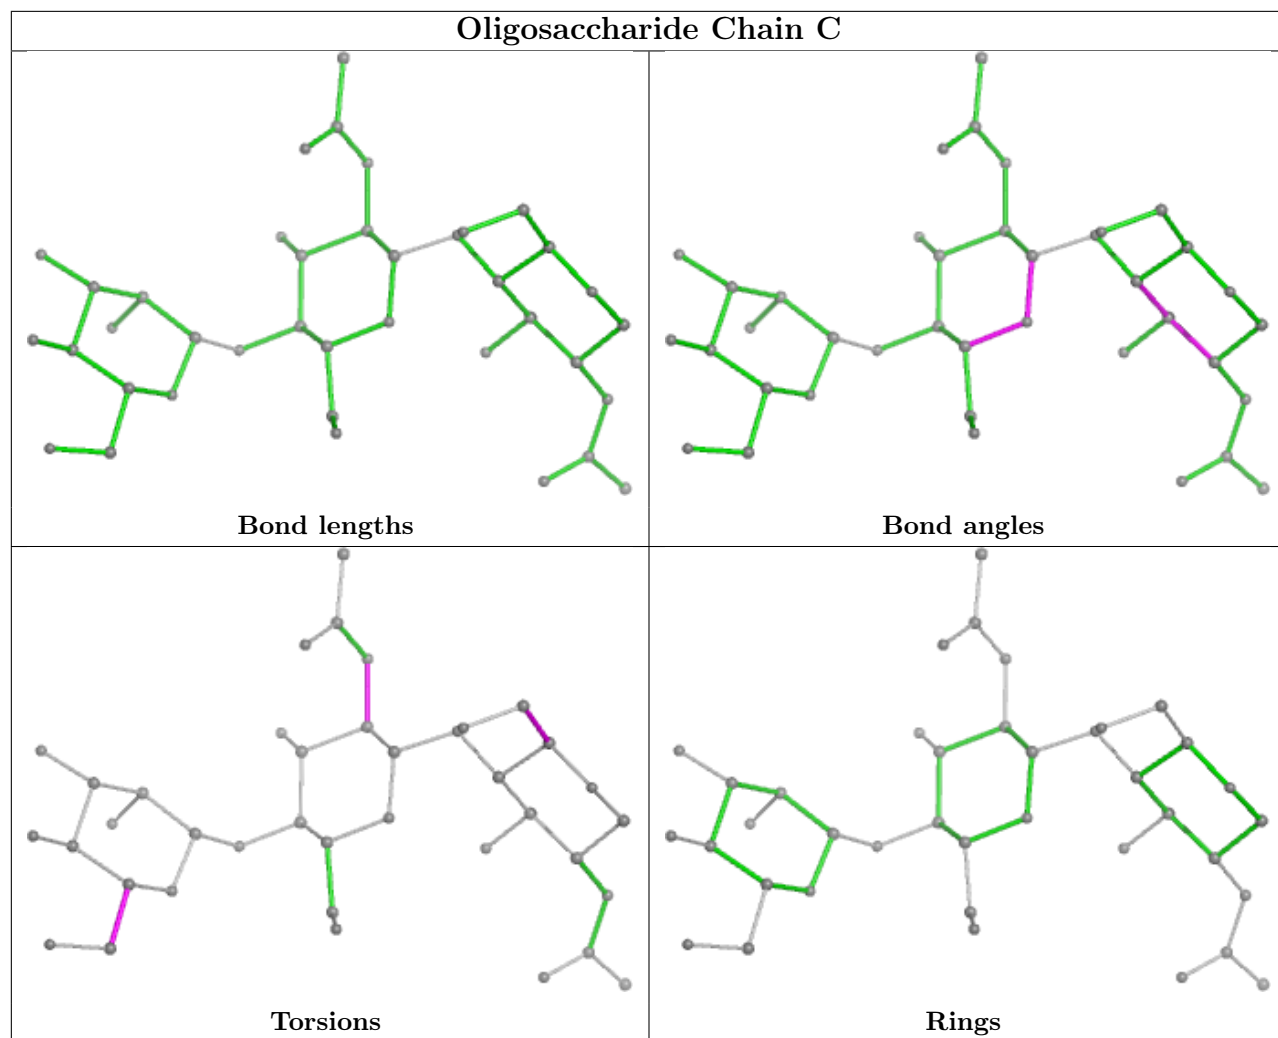 Oligosaccharide Chain C
Bond lengths
Bond angles
Torsions
Rings